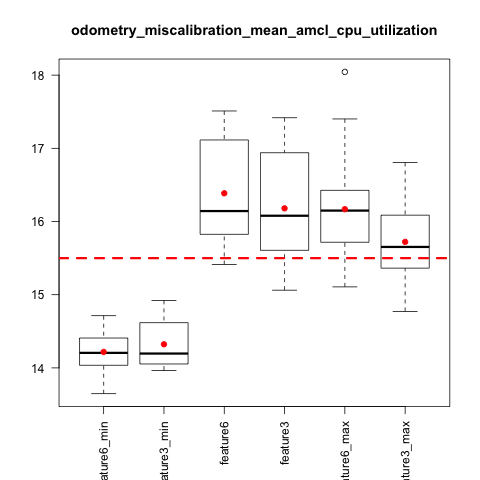 odometry_miscalibration_mean_amcl_cpu_utilization
18
17
16
15
14
ature6_min
ature3_min
feature6
feature3
ture6_max
ture3_max